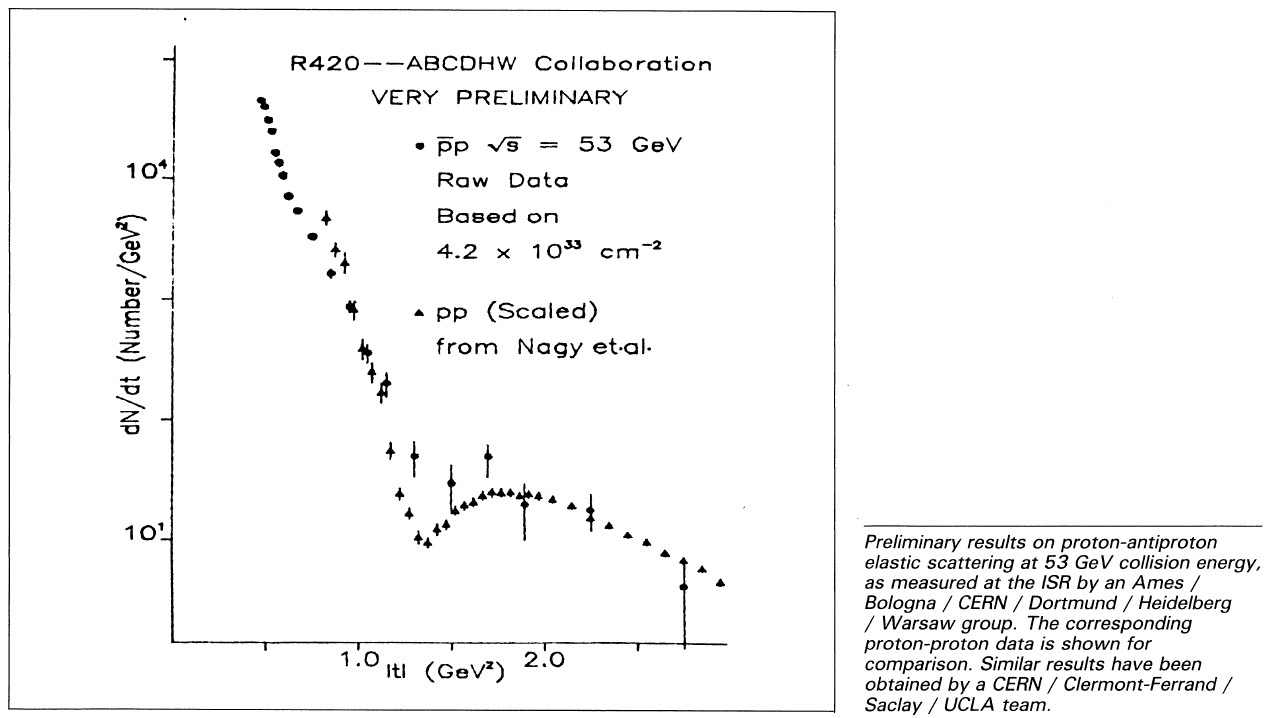 R420——ABCDHW Collaboration
VERY PRELIMINARY
• p̅p √s = 53 GeV
Raw Data
Based on
4.2 × 10³³ cm⁻²
▲ pp (Scaled)
from Nagy et.al.
dN/dt (Number/GeV²)
10⁴
10¹
1.0
2.0
ltl (GeV²)
Preliminary results on proton-antiproton
elastic scattering at 53 GeV collision energy,
as measured at the ISR by an Ames /
Bologna / CERN / Dortmund / Heidelberg
/ Warsaw group. The corresponding
proton-proton data is shown for
comparison. Similar results have been
obtained by a CERN / Clermont-Ferrand /
Saclay / UCLA team.